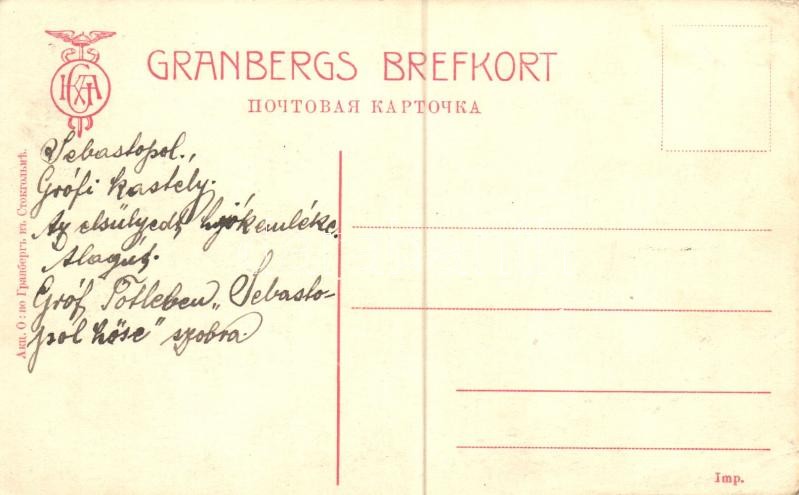 GRANBERGS BREFKORT
ПОЧТОВАЯ КАРТОЧКА
Sebastopol.,
Grófi kastely.
Az elsülyedt hajók emléke.
Alagút.
Gróf Totleben „Sebasto-
pol hőse" szobra.
Акц. О:во Гранбергъ въ Стокгольмѣ.
Imp.